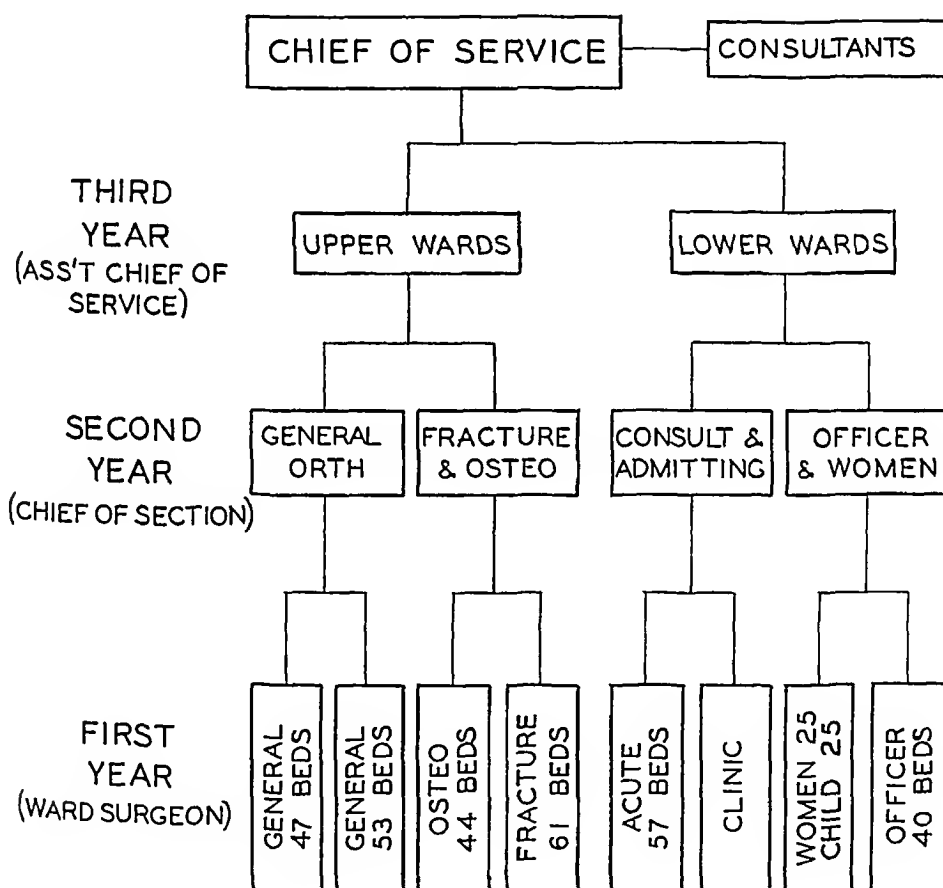 CHIEF OF SERVICE
CONSULTANTS
THIRD
YEAR
(ASS'T CHIEF OF
SERVICE)
UPPER WARDS
LOWER WARDS
SECOND
YEAR
(CHIEF OF SECTION)
GENERAL
ORTH
FRACTURE
& OSTEO
CONSULT &
ADMITTING
OFFICER
& WOMEN
FIRST
YEAR
(WARD SURGEON)
GENERAL
47 BEDS
GENERAL
53 BEDS
OSTEO
44 BEDS
FRACTURE
61 BEDS
ACUTE
57 BEDS
CLINIC
WOMEN 25
CHILD 25
OFFICER
40 BEDS